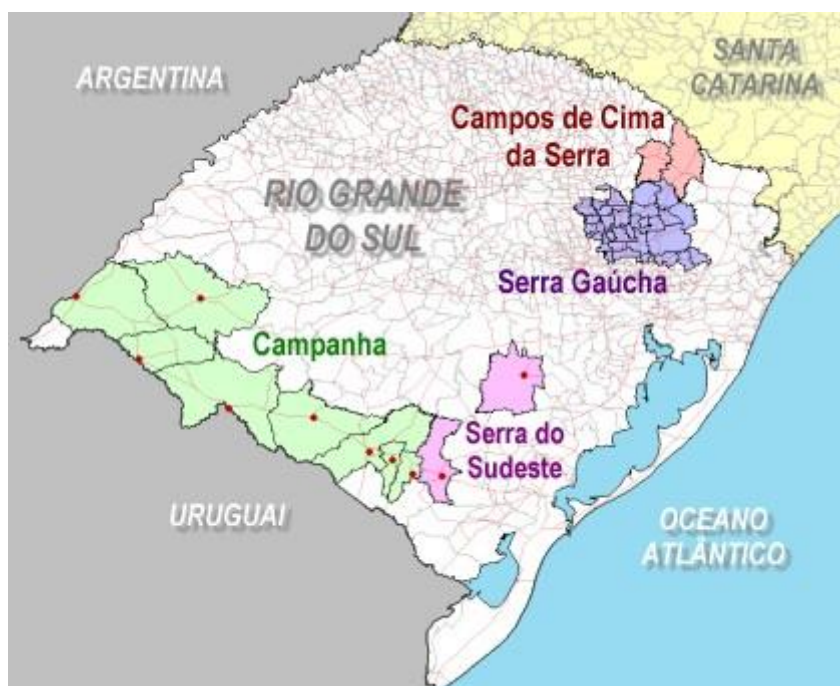 ARGENTINA
SANTA
CATARINA
Campos de Cima
da Serra
RIO GRANDE
DO SUL
Serra Gaúcha
Campanha
Serra do
Sudeste
URUGUAI
OCEANO
ATLÂNTICO